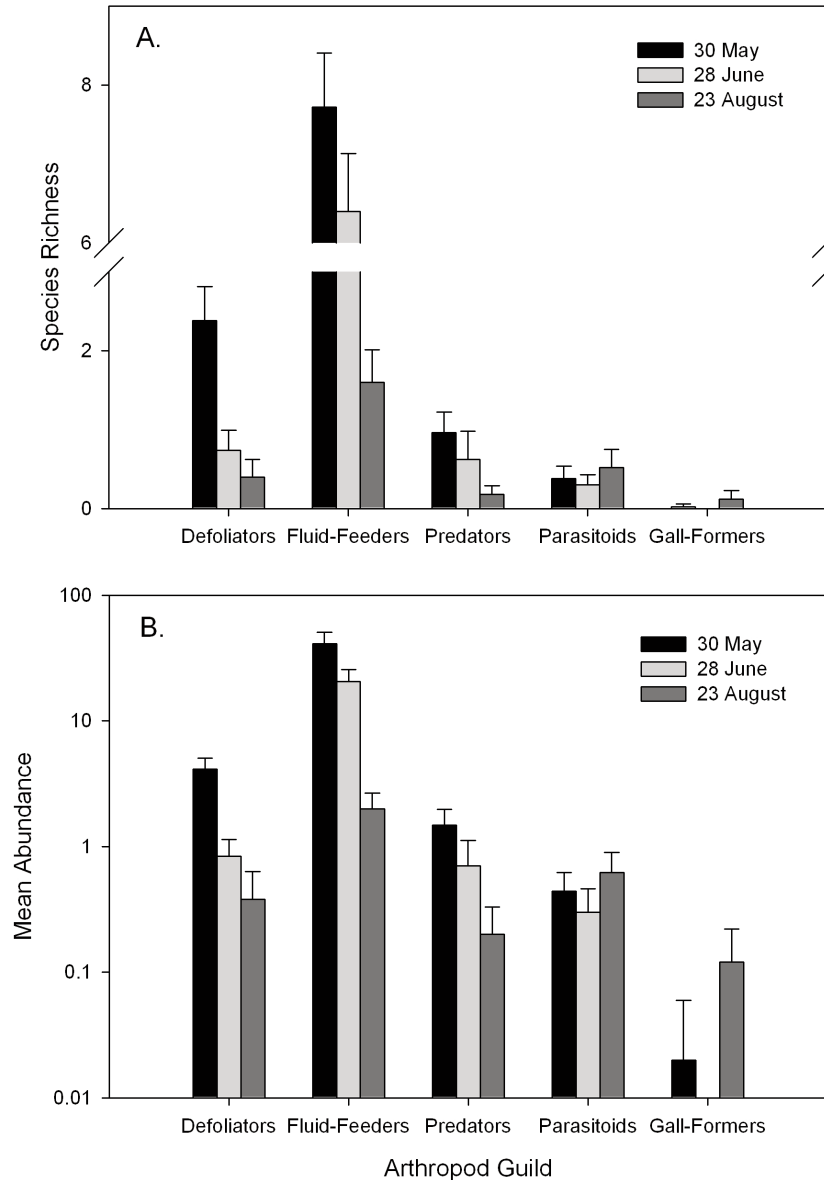 A.
30 May
28 June
23 August
8
6
2
0
Species Richness
Defoliators Fluid-Feeders Predators Parasitoids Gall-Formers
B.
30 May
28 June
23 August
100
10
1
0.1
0.01
Mean Abundance
Defoliators Fluid-Feeders Predators Parasitoids Gall-Formers
Arthropod Guild